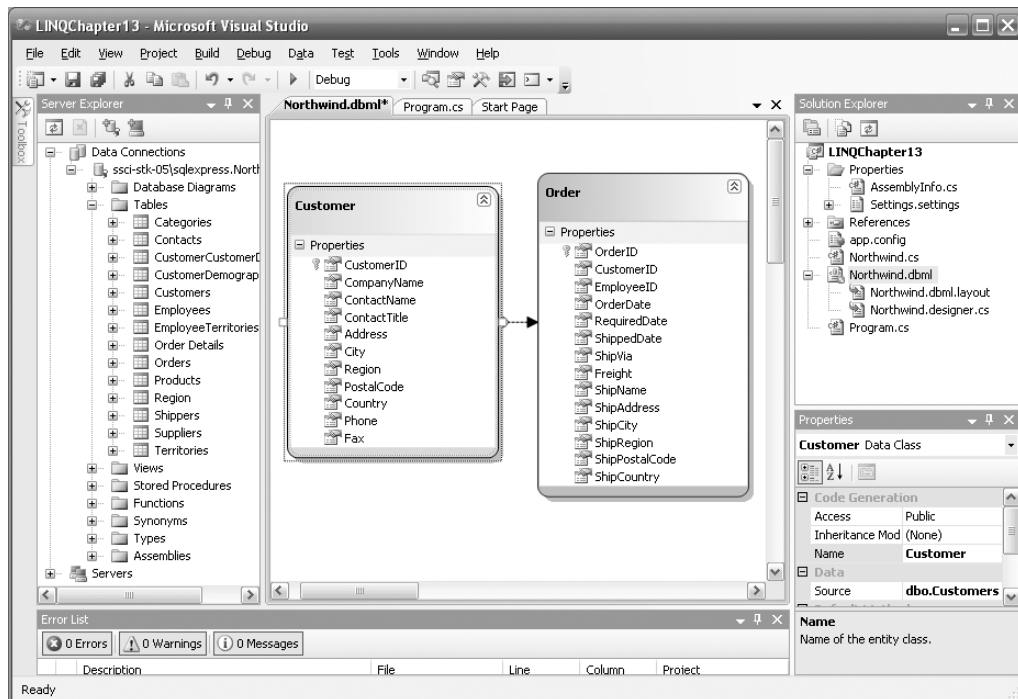 LINQChapter13 - Microsoft Visual Studio
File Edit View Project Build Debug Data Test Tools Window Help
Debug
Toolbox
Server Explorer
Data Connections
ssci-stk-05\sqlexpress.North
Database Diagrams
Tables
Categories
Contacts
CustomerCustomerD
CustomerDemograp
Customers
Employees
EmployeeTerritories
Order Details
Orders
Products
Region
Shippers
Suppliers
Territories
Views
Stored Procedures
Functions
Synonyms
Types
Assemblies
Servers
Northwind.dbml* Program.cs Start Page
Customer
Properties
CustomerID
CompanyName
ContactName
ContactTitle
Address
City
Region
PostalCode
Country
Phone
Fax
Order
Properties
OrderID
CustomerID
EmployeeID
OrderDate
RequiredDate
ShippedDate
ShipVia
Freight
ShipName
ShipAddress
ShipCity
ShipRegion
ShipPostalCode
ShipCountry
Solution Explorer
LINQChapter13
Properties
AssemblyInfo.cs
Settings.settings
References
app.config
Northwind.cs
Northwind.dbml
Northwind.dbml.layout
Northwind.designer.cs
Program.cs
Properties
Customer Data Class
Code Generation
Access Public
Inheritance Mod (None)
Name Customer
Data
Source dbo.Customers
Name
Name of the entity class.
Error List
0 Errors 0 Warnings 0 Messages
Description File Line Column Project
Ready